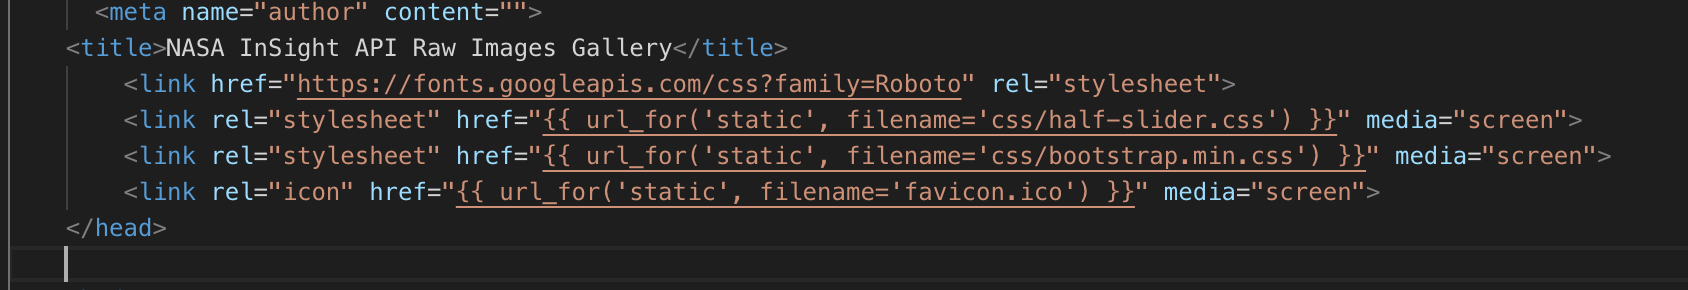 <meta name="author" content="">
<title>NASA InSight API Raw Images Gallery</title>
<link href="https://fonts.googleapis.com/css?family=Roboto" rel="stylesheet">
<link rel="stylesheet" href="{{ url_for('static', filename='css/half-slider.css') }}" media="screen">
<link rel="stylesheet" href="{{ url_for('static', filename='css/bootstrap.min.css') }}" media="screen">
<link rel="icon" href="{{ url_for('static', filename='favicon.ico') }}" media="screen">
</head>